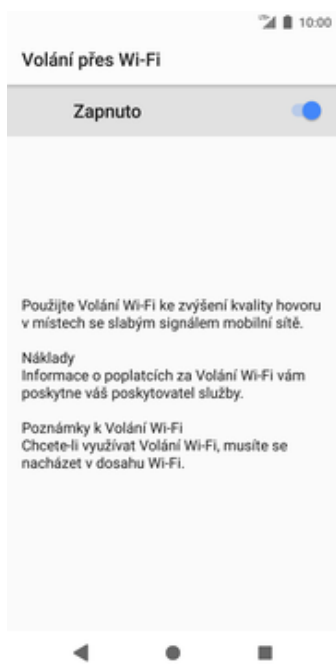 10:00
Volání přes Wi-Fi
Zapnuto
Použijte Volání Wi-Fi ke zvýšení kvality hovoru
v místech se slabým signálem mobilní sítě.
Náklady
Informace o poplatcích za Volání Wi-Fi vám
poskytne váš poskytovatel služby.
Poznámky k Volání Wi-Fi
Chcete-li využívat Volání Wi-Fi, musíte se
nacházet v dosahu Wi-Fi.